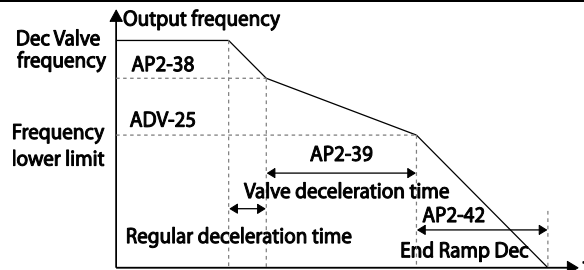 Output frequency
Dec Valve
frequency
AP2-38
ADV-25
Frequency
lower limit
AP2-39
Valve deceleration time
AP2-42
Regular deceleration time
End Ramp Dec